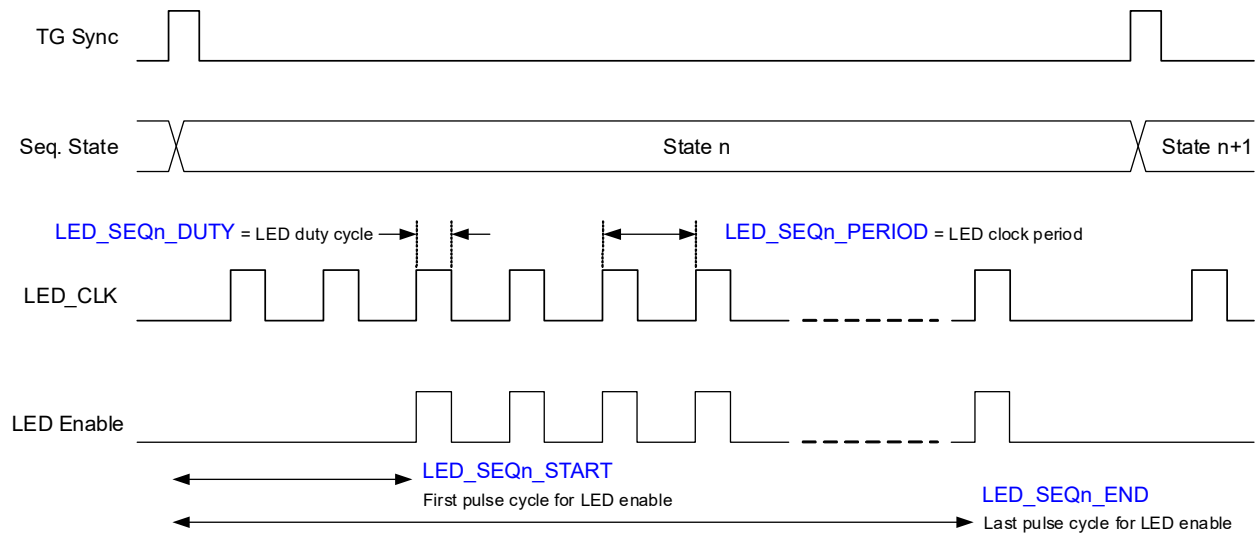 TG Sync
Seq. State
State n
State n+1
LED_SEQn_DUTY = LED duty cycle
LED_SEQn_PERIOD = LED clock period
LED_CLK
LED Enable
LED_SEQn_START
First pulse cycle for LED enable
LED_SEQn_END
Last pulse cycle for LED enable